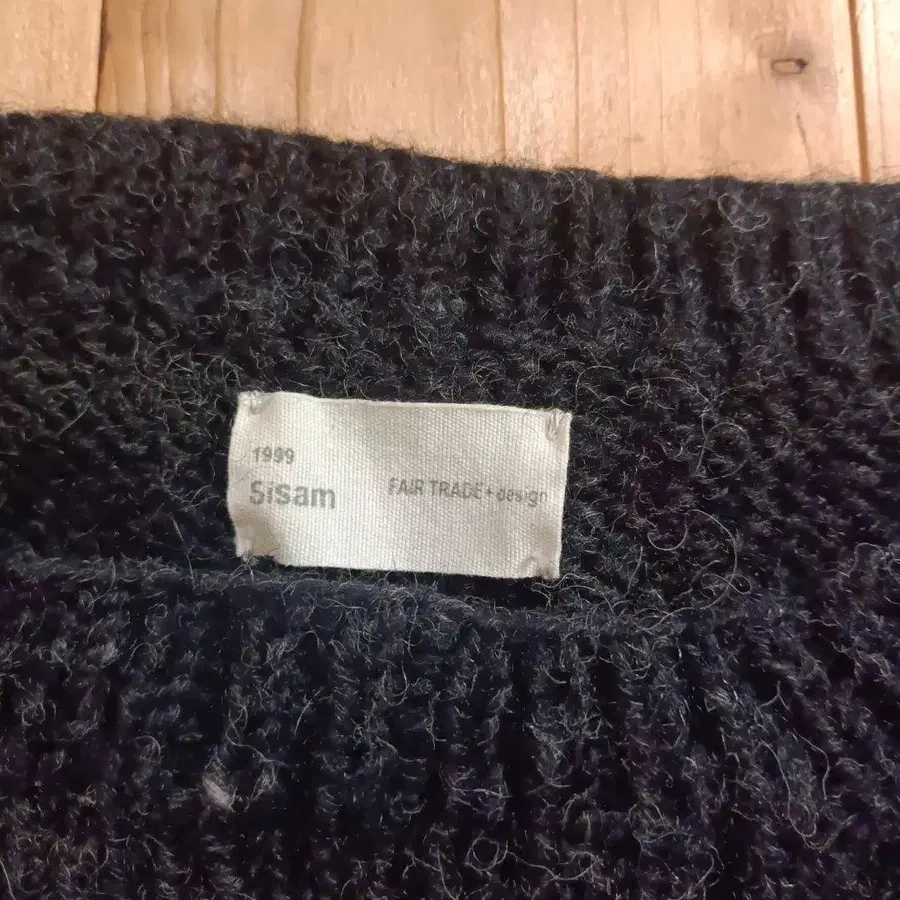 1999
Sisam FAIR TRADE + design